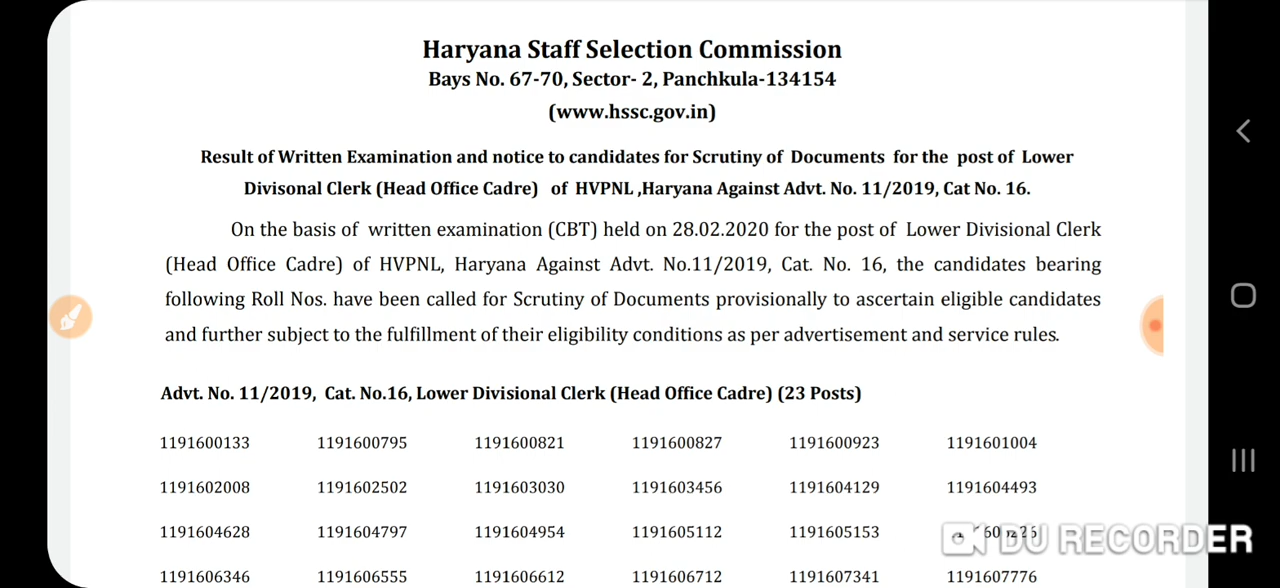 Haryana Staff Selection Commission
Bays No. 67-70, Sector- 2, Panchkula-134154
(www.hssc.gov.in)
Result of Written Examination and notice to candidates for Scrutiny of Documents for the post of Lower
Divisonal Clerk (Head Office Cadre) of HVPNL ,Haryana Against Advt. No. 11/2019, Cat No. 16.
On the basis of written examination (CBT) held on 28.02.2020 for the post of Lower Divisional Clerk
(Head Office Cadre) of HVPNL, Haryana Against Advt. No.11/2019, Cat. No. 16, the candidates bearing
following Roll Nos. have been called for Scrutiny of Documents provisionally to ascertain eligible candidates
and further subject to the fulfillment of their eligibility conditions as per advertisement and service rules.
Advt. No. 11/2019, Cat. No.16, Lower Divisional Clerk (Head Office Cadre) (23 Posts)
1191600133 1191600795 1191600821 1191600827 1191600923 1191601004
1191602008 1191602502 1191603030 1191603456 1191604129 1191604493
1191604628 1191604797 1191604954 1191605112 1191605153
DU RECORDER
1191606346 1191606555 1191606612 1191606712 1191607341 1191607776